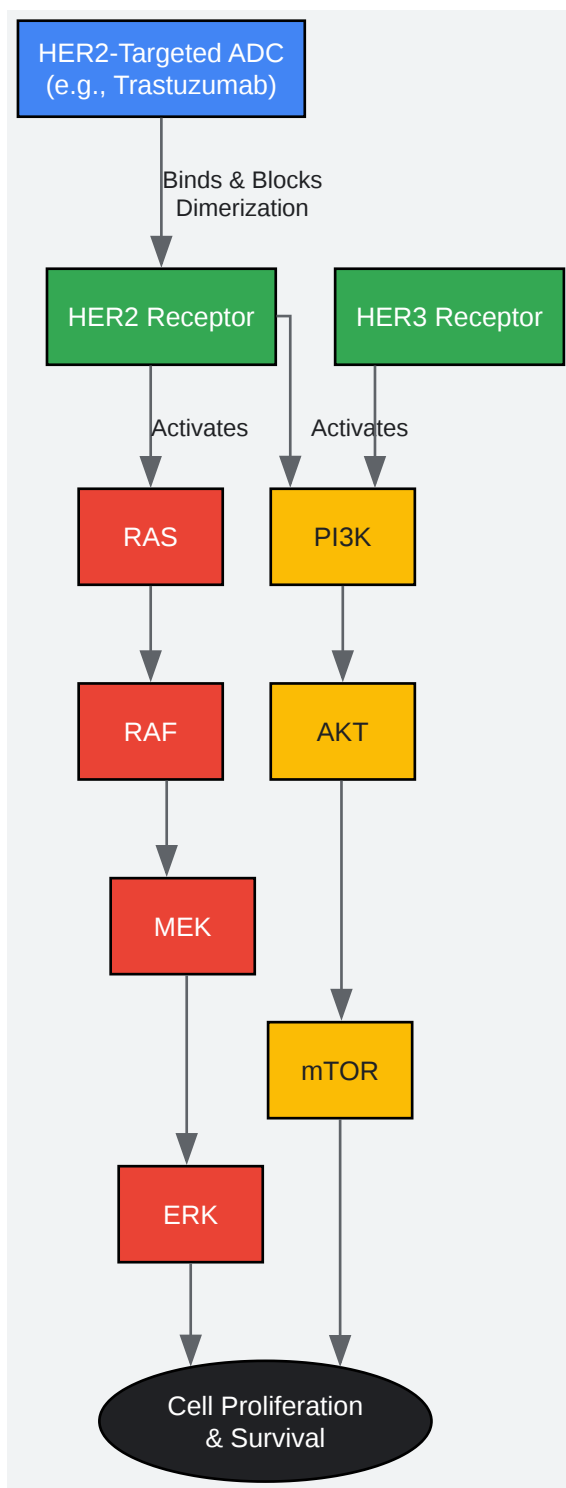 HER2-Targeted ADC
(e.g., Trastuzumab)
Binds & Blocks
Dimerization
HER2 Receptor
HER3 Receptor
Activates
Activates
RAS
PI3K
RAF
AKT
MEK
mTOR
ERK
Cell Proliferation
& Survival